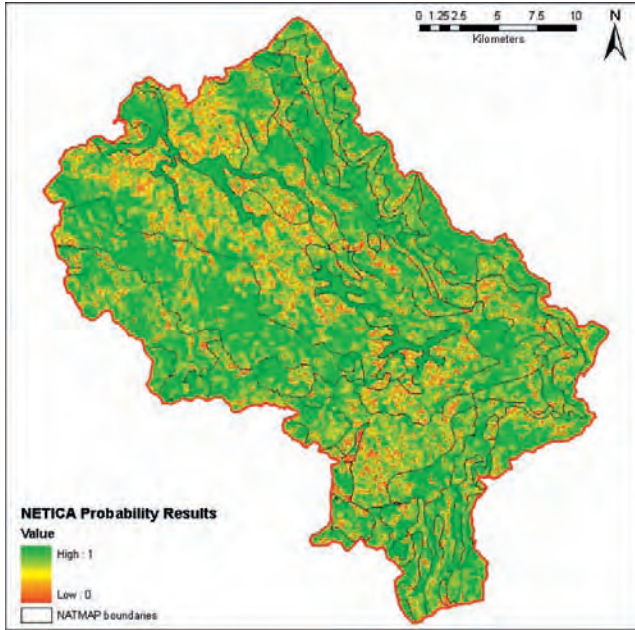 0 1.25 2.5 5 7.5 10
Kilometers
N
NETICA Probability Results
Value
High : 1
Low : 0
NATMAP boundaries